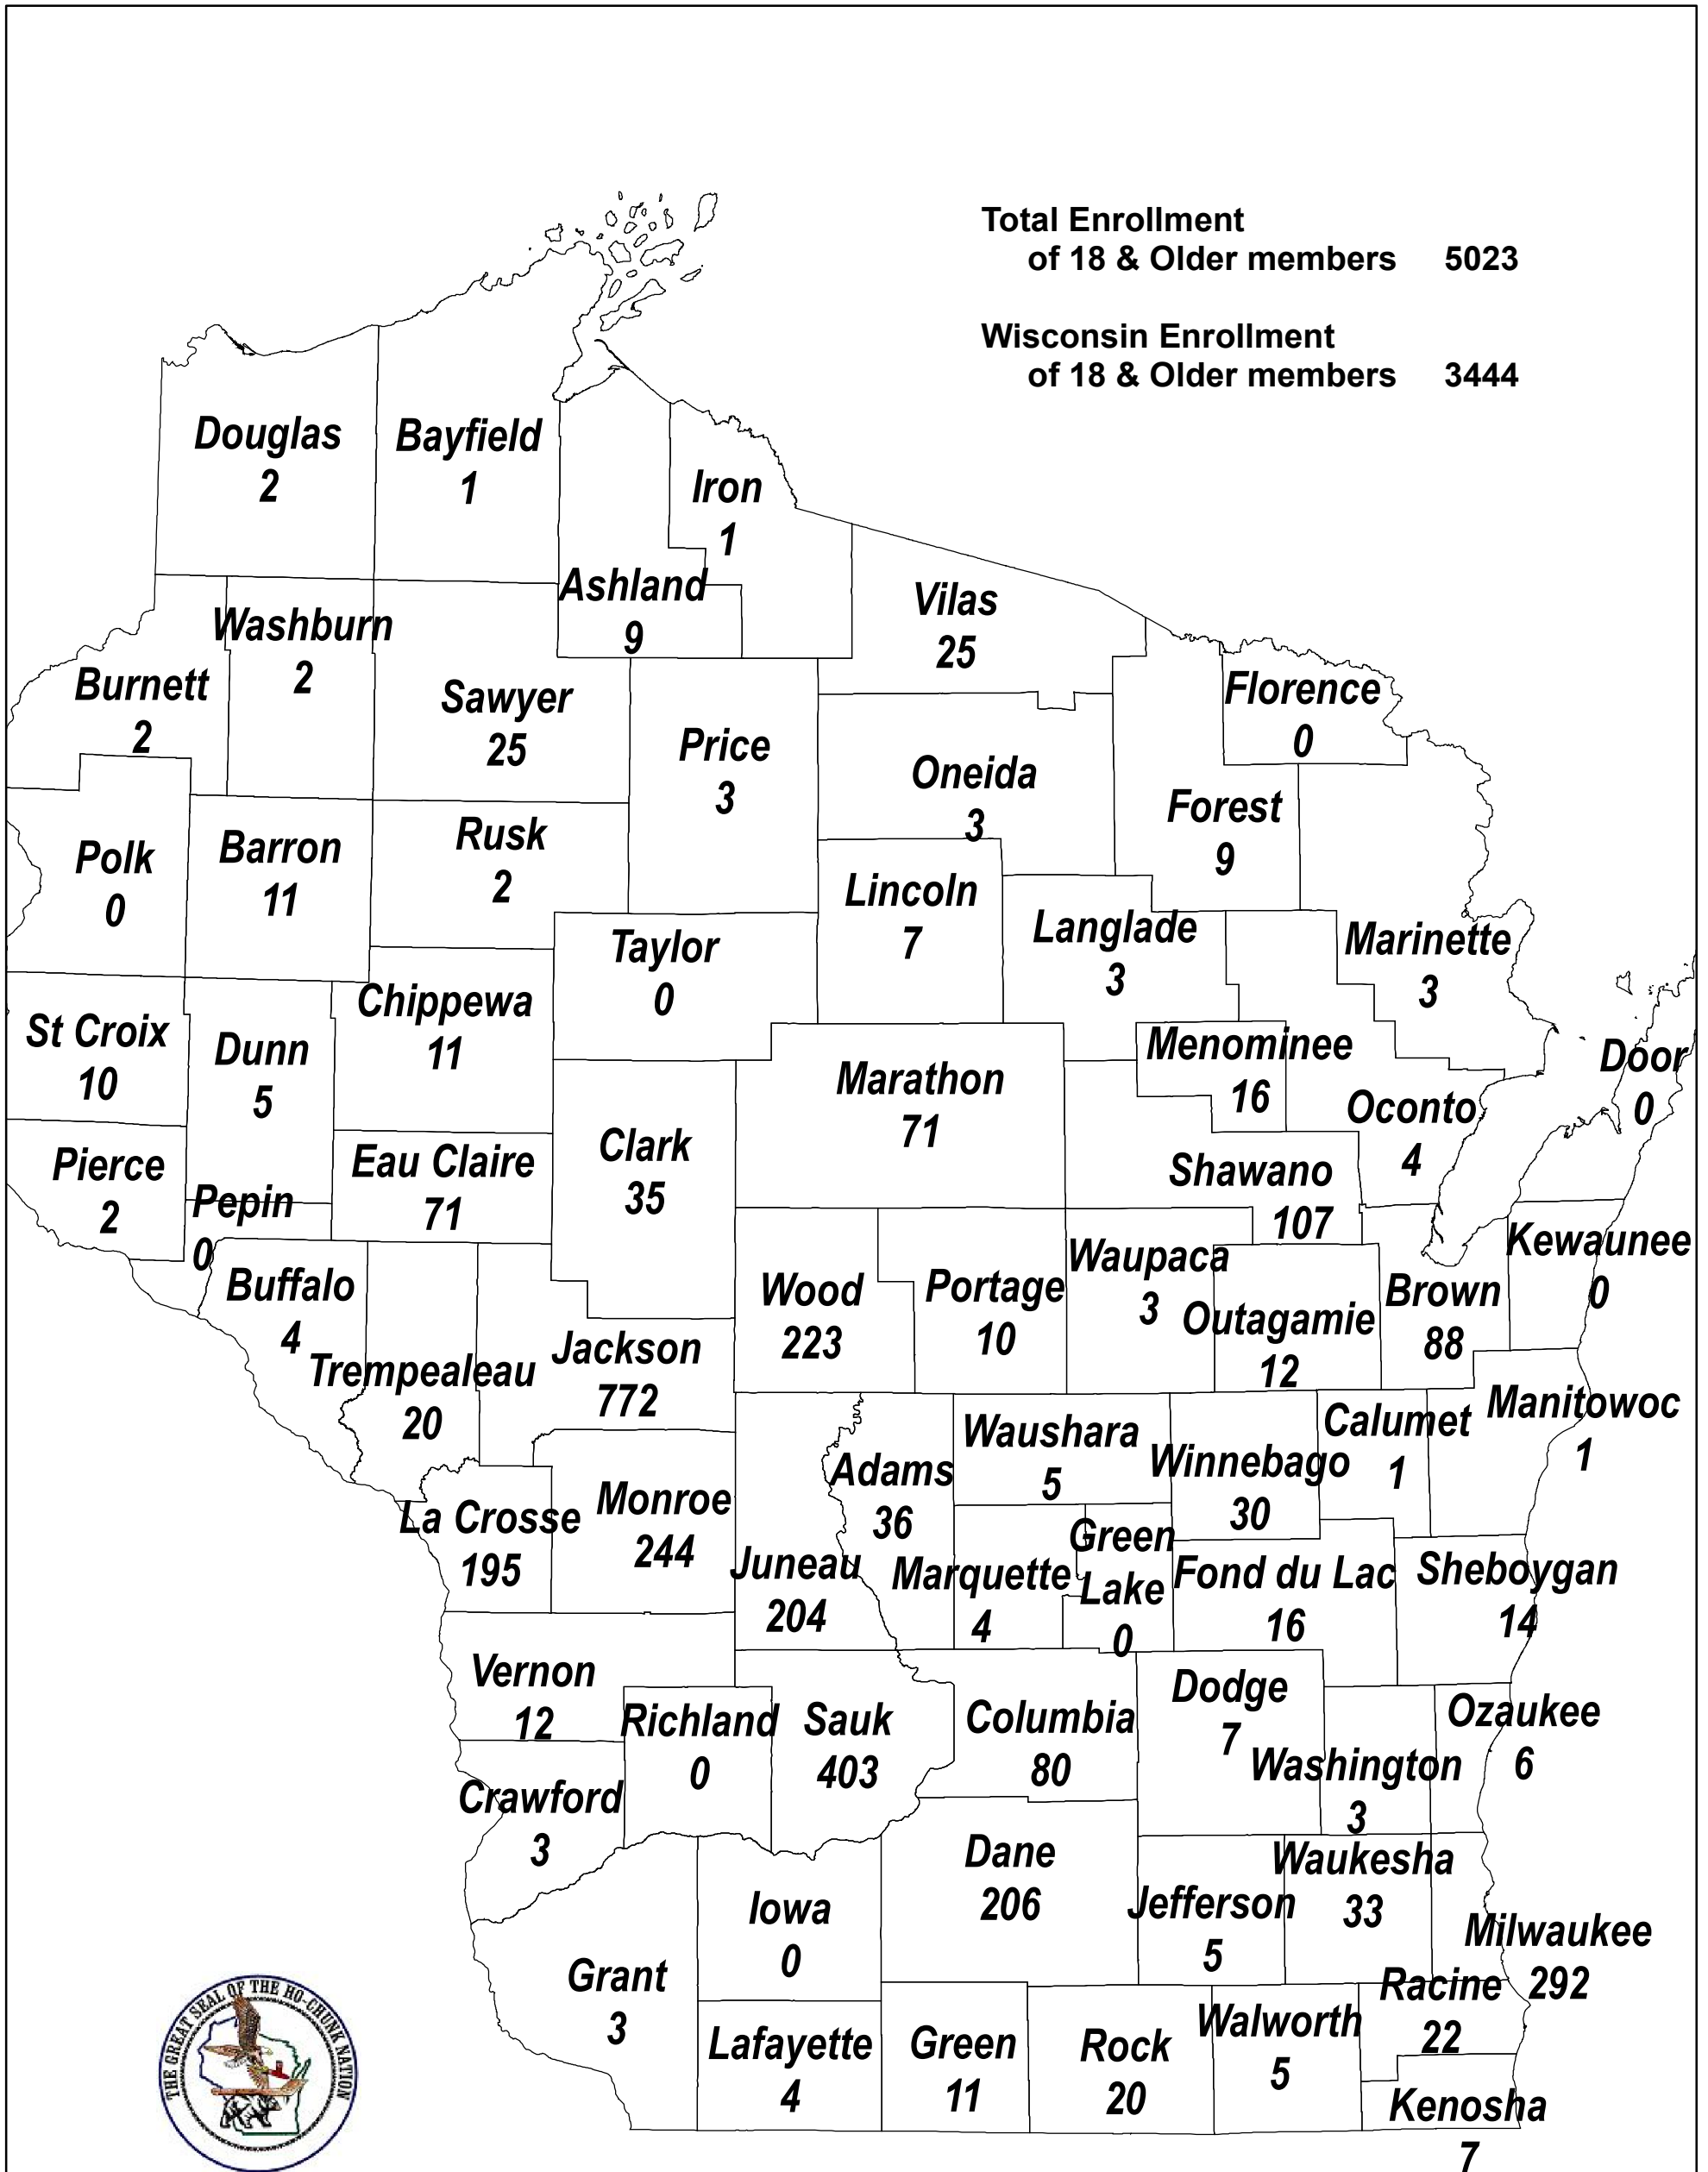 Total Enrollment
of 18 & Older members 5023
Wisconsin Enrollment
of 18 & Older members 3444
Douglas
2
Bayfield
1
Iron
1
Ashland
9
Vilas
25
Washburn
2
Burnett
2
Sawyer
25
Price
3
Florence
0
Oneida
3
Forest
9
Polk
0
Barron
11
Rusk
2
Lincoln
7
Langlade
3
Marinette
3
Taylor
0
St Croix
10
Dunn
5
Chippewa
11
Marathon
71
Menominee
16
Door
0
Oconto
4
Pierce
2
Pepin
0
Eau Claire
71
Clark
35
Shawano
107
Kewaunee
0
Buffalo
4
Trempealeau
20
Jackson
772
Wood
223
Portage
10
Waupaca
3
Outagamie
12
Brown
88
Manitowoc
1
Calumet
1
Waushara
5
Winnebago
30
Adams
36
La Crosse
195
Monroe
244
Juneau
204
Marquette
4
Green
Lake
0
Fond du Lac
16
Sheboygan
14
Vernon
12
Richland
0
Sauk
403
Columbia
80
Dodge
7
Washington
3
Ozaukee
6
Crawford
3
Dane
206
Jefferson
5
Waukesha
33
Milwaukee
292
Iowa
0
Grant
3
Lafayette
4
Green
11
Rock
20
Walworth
5
Racine
22
Kenosha
7
THE GREAT SEAL OF THE HO-CHUNK NATION